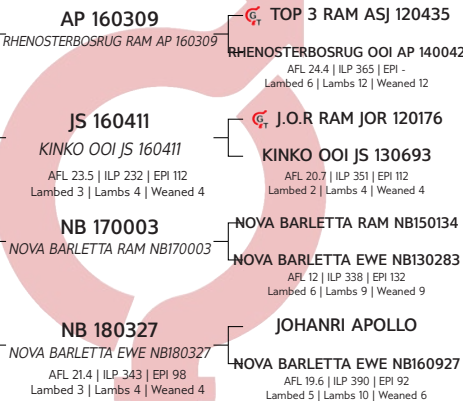 AP 160309
RHENOSTERBOSRUG RAM AP 160309
GT TOP 3 RAM ASJ 120435
RHENOSTERBOSRUG OOI AP 140042
AFL 24.4 | ILP 365 | EPI -
Lambed 6 | Lambs 12 | Weaned 12
JS 160411
KINKO OOI JS 160411
AFL 23.5 | ILP 232 | EPI 112
Lambed 3 | Lambs 4 | Weaned 4
GT J.O.R RAM JOR 120176
KINKO OOI JS 130693
AFL 20.7 | ILP 351 | EPI 112
Lambed 2 | Lambs 4 | Weaned 4
NB 170003
NOVA BARLETTA RAM NB170003
NOVA BARLETTA RAM NB150134
NOVA BARLETTA EWE NB130283
AFL 12 | ILP 338 | EPI 132
Lambed 6 | Lambs 9 | Weaned 9
NB 180327
NOVA BARLETTA EWE NB180327
AFL 21.4 | ILP 343 | EPI 98
Lambed 3 | Lambs 4 | Weaned 4
JOHANRI APOLLO
NOVA BARLETTA EWE NB160927
AFL 19.6 | ILP 390 | EPI 92
Lambed 5 | Lambs 10 | Weaned 6